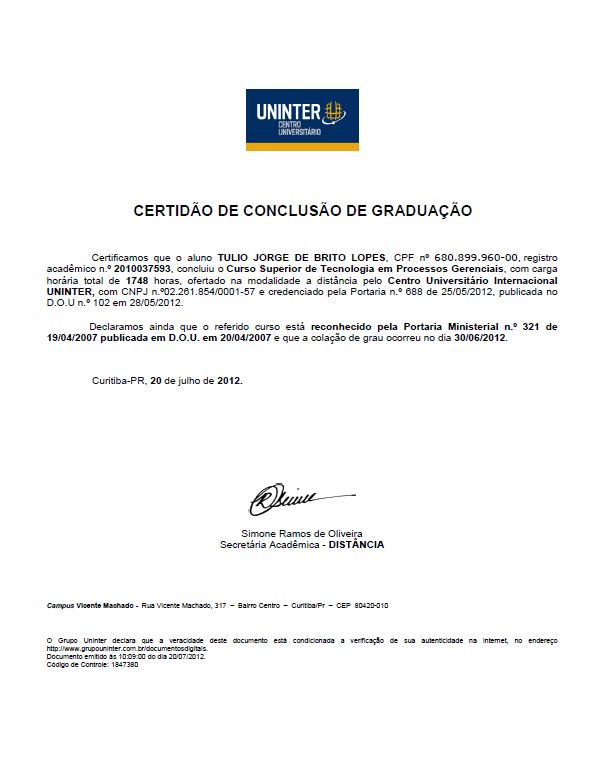 UNINTER
CENTRO
UNIVERSITÁRIO
CERTIDÃO DE CONCLUSÃO DE GRADUAÇÃO
Certificamos que o aluno TULIO JORGE DE BRITO LOPES, CPF nº 680.899.960-00, registro
acadêmico n.º 2010037593, concluiu o Curso Superior de Tecnologia em Processos Gerenciais, com carga
horária total de 1748 horas, ofertado na modalidade a distância pelo Centro Universitário Internacional
UNINTER, com CNPJ n.º02.261.854/0001-57 e credenciado pela Portaria n.º 688 de 25/05/2012, publicada no
D.O.U n.º 102 em 28/05/2012.
Declaramos ainda que o referido curso está reconhecido pela Portaria Ministerial n.º 321 de
19/04/2007 publicada em D.O.U. em 20/04/2007 e que a colação de grau ocorreu no dia 30/06/2012.
Curitiba-PR, 20 de julho de 2012.
Simone Ramos de Oliveira
Secretária Acadêmica - DISTÂNCIA
Campus Vicente Machado - Rua Vicente Machado, 317 – Bairro Centro – Curitiba/Pr – CEP 80420-010
O Grupo Uninter declara que a veracidade deste documento está condicionada a verificação de sua autenticidade na Internet, no endereço
http://www.grupouninter.com.br/documentosdigitais.
Documento emitido às 10:09:00 do dia 20/07/2012.
Código de Controle: 1847380